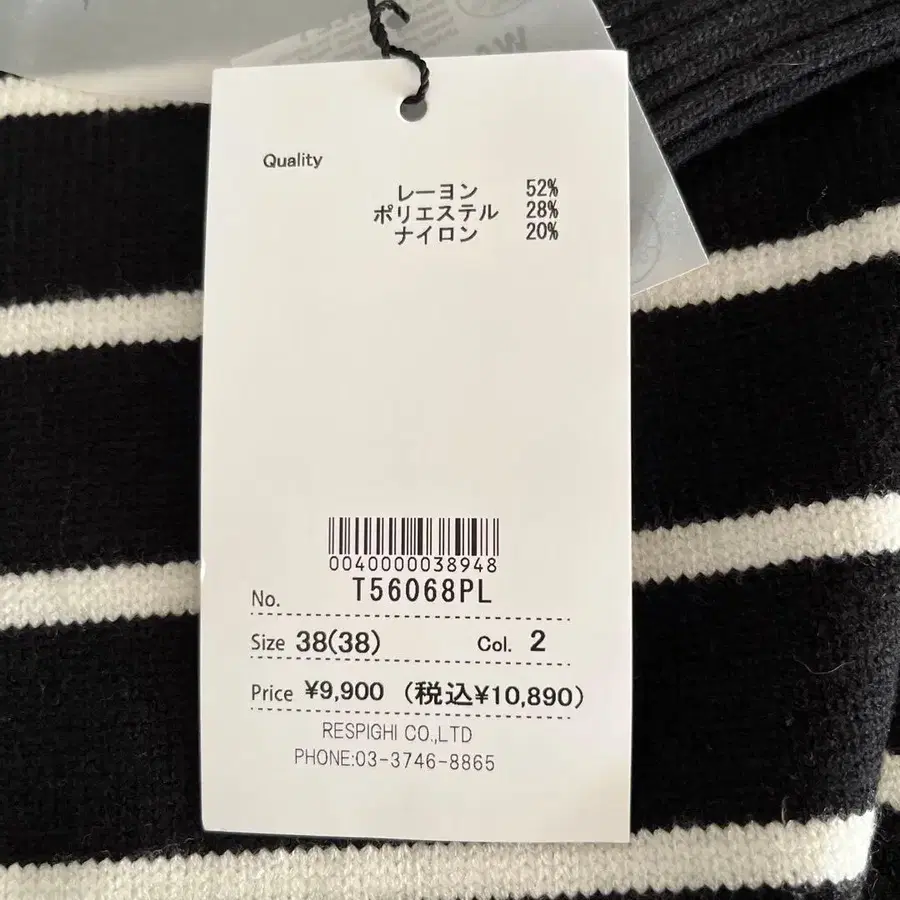 Quality
レーヨン 52%
ポリエステル 28%
ナイロン 20%
0040000038948
No. T56068PL
Size 38(38) Col. 2
Price ¥9,900 (税込¥10,890)
RESPIGHI CO.,LTD
PHONE:03-3746-8865